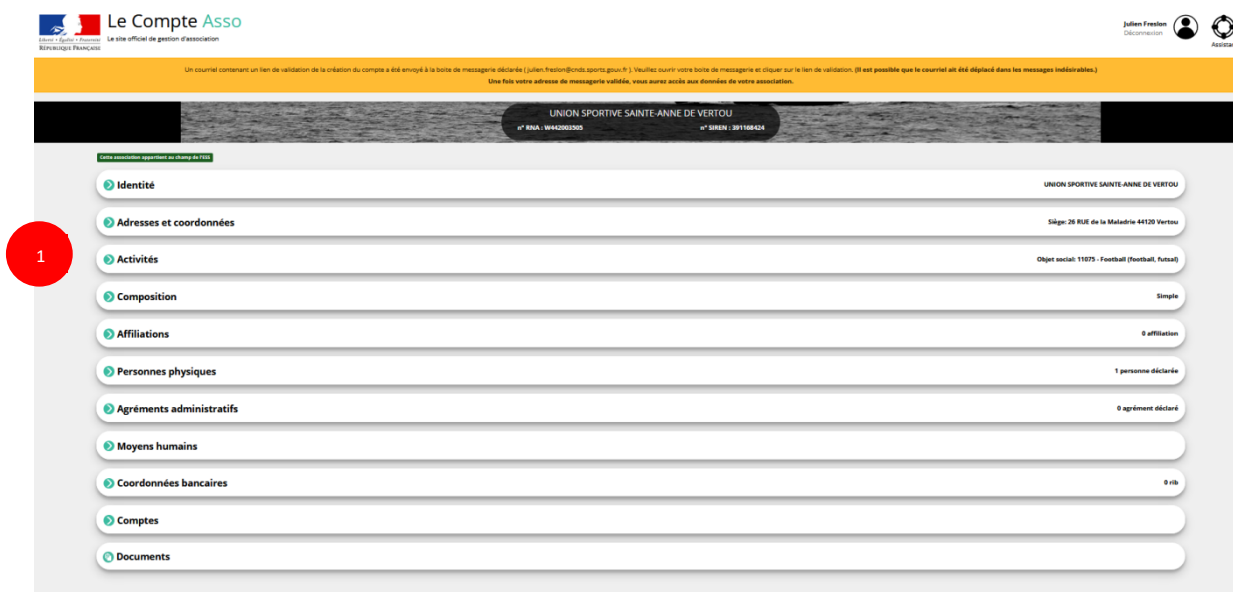 Le Compte Asso
Le site officiel de gestion d'association
Liberté • Égalité • Fraternité
RÉPUBLIQUE FRANÇAISE
Julien Freslon
Déconnexion
Assistan
Un courriel contenant un lien de validation de la création du compte a été envoyé à la boite de messagerie déclarée ( julien.freslon@cnds.sports.gouv.fr ). Veuillez ouvrir votre boite de messagerie et cliquer sur le lien de validation. (Il est possible que le courriel ait été déplacé dans les messages indésirables.)
Une fois votre adresse de messagerie validée, vous aurez accès aux données de votre association.
UNION SPORTIVE SAINTE-ANNE DE VERTOU
n° RNA : W442003505 n° SIREN : 391168424
Cette association appartient au champ de l'ESS
Identité UNION SPORTIVE SAINTE-ANNE DE VERTOU
Adresses et coordonnées Siège: 26 RUE de la Maladrie 44120 Vertou
1
Activités Objet social: 11075 - Football (football, futsal)
Composition Simple
Affiliations 0 affiliation
Personnes physiques 1 personne déclarée
Agréments administratifs 0 agrément déclaré
Moyens humains
Coordonnées bancaires 0 rib
Comptes
Documents